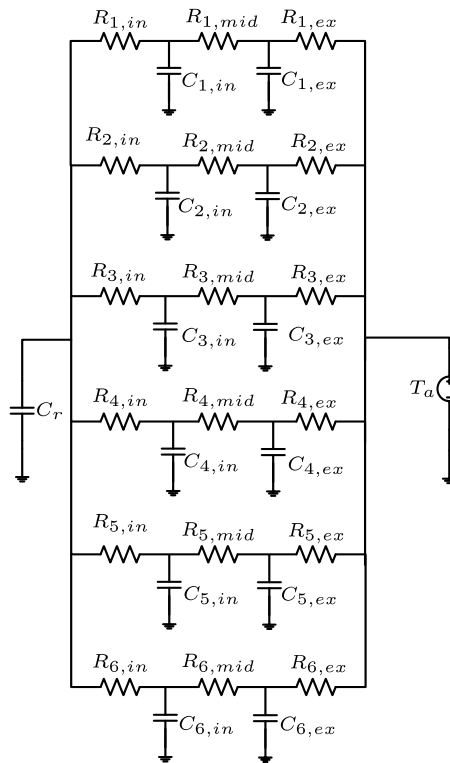 R1,in R1,mid R1,ex
C1,in C1,ex
R2,in R2,mid R2,ex
C2,in C2,ex
R3,in R3,mid R3,ex
C3,in C3,ex
R4,in R4,mid R4,ex
Cr Ta
C4,in C4,ex
R5,in R5,mid R5,ex
C5,in C5,ex
R6,in R6,mid R6,ex
C6,in C6,ex